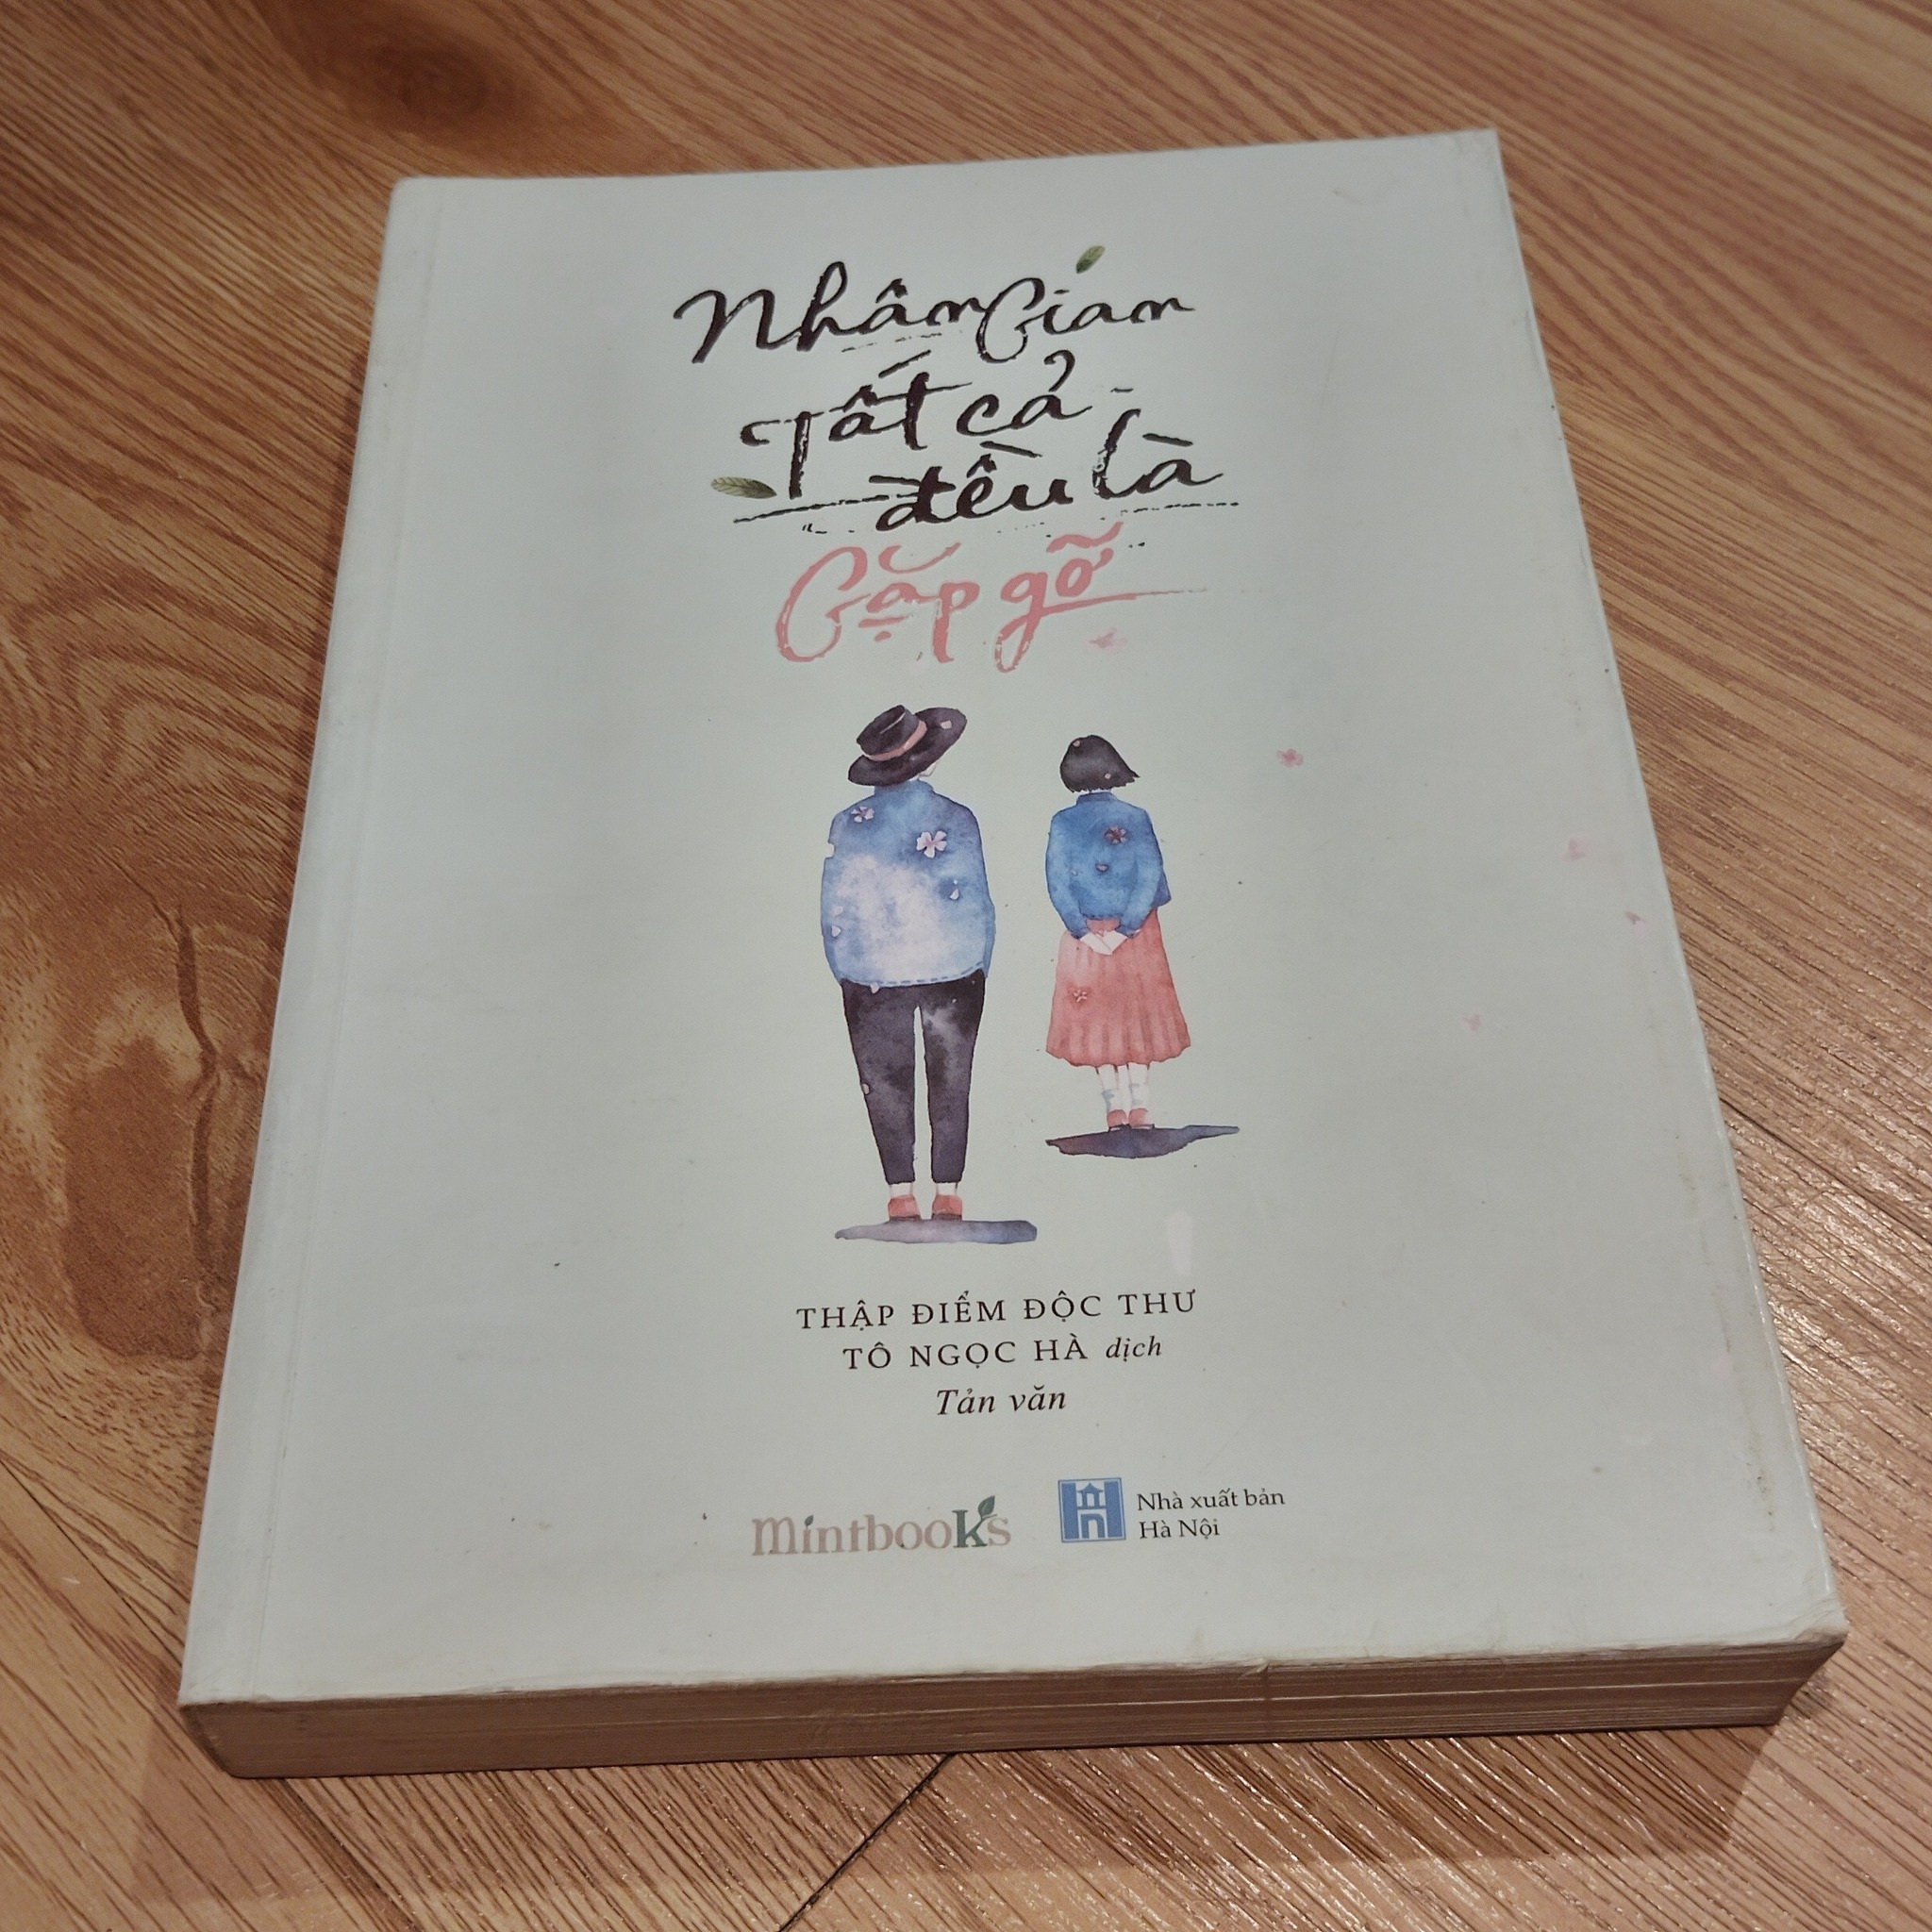 Nhân Gian
Tất cả
đều là
Gặp gỡ
THẬP ĐIỂM ĐỘC THƯ
TÔ NGỌC HÀ dịch
Tản văn
mintbooks
Nhà xuất bản
Hà Nội